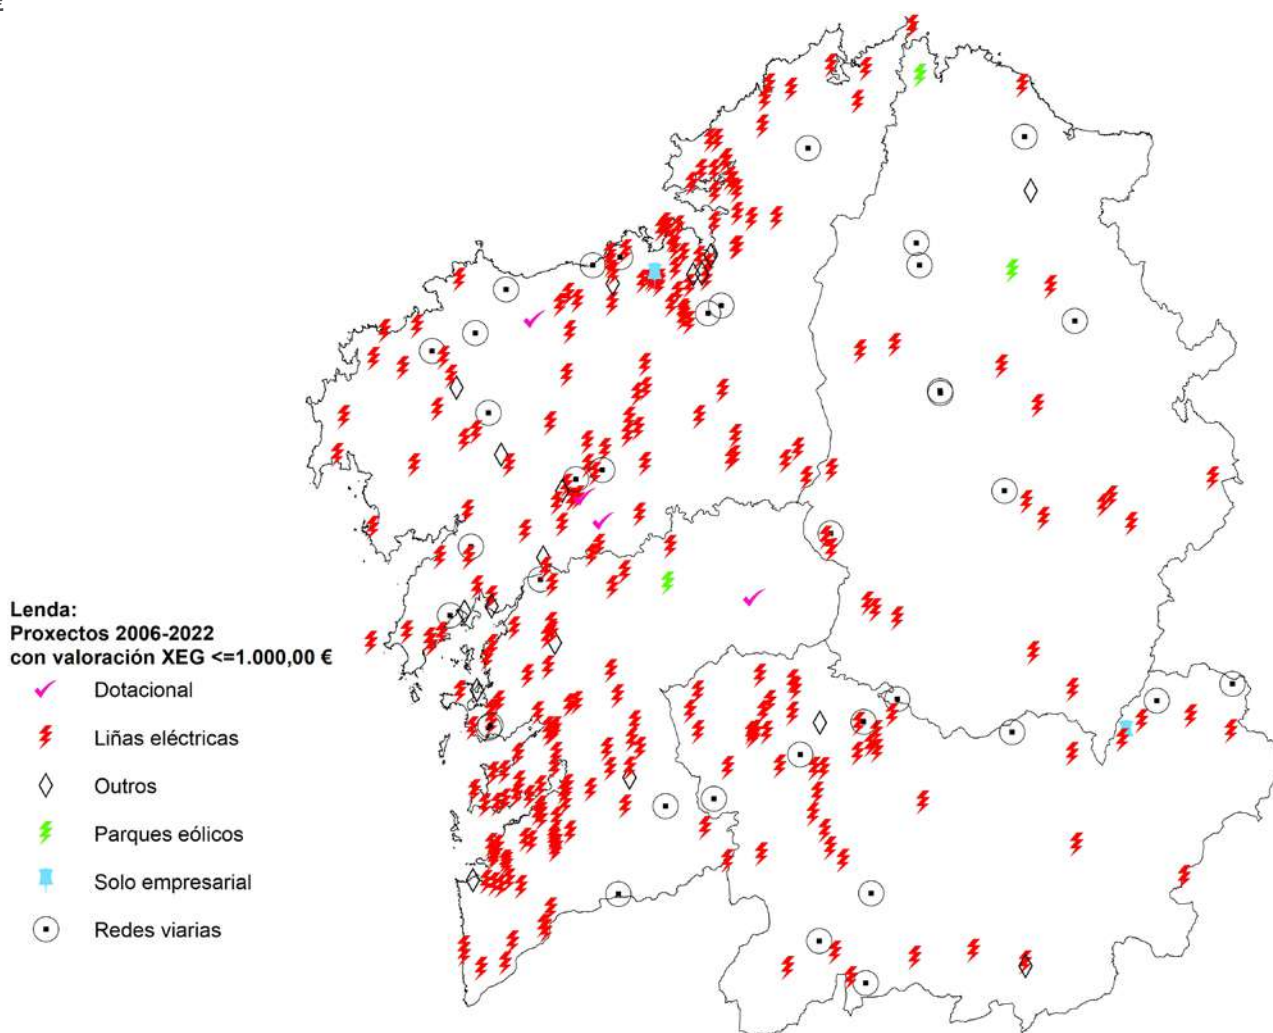 Lenda:
Proxectos 2006-2022
con valoración XEG <=1.000,00 €
Dotacional
Liñas eléctricas
Outros
Parques eólicos
Solo empresarial
Redes viarias